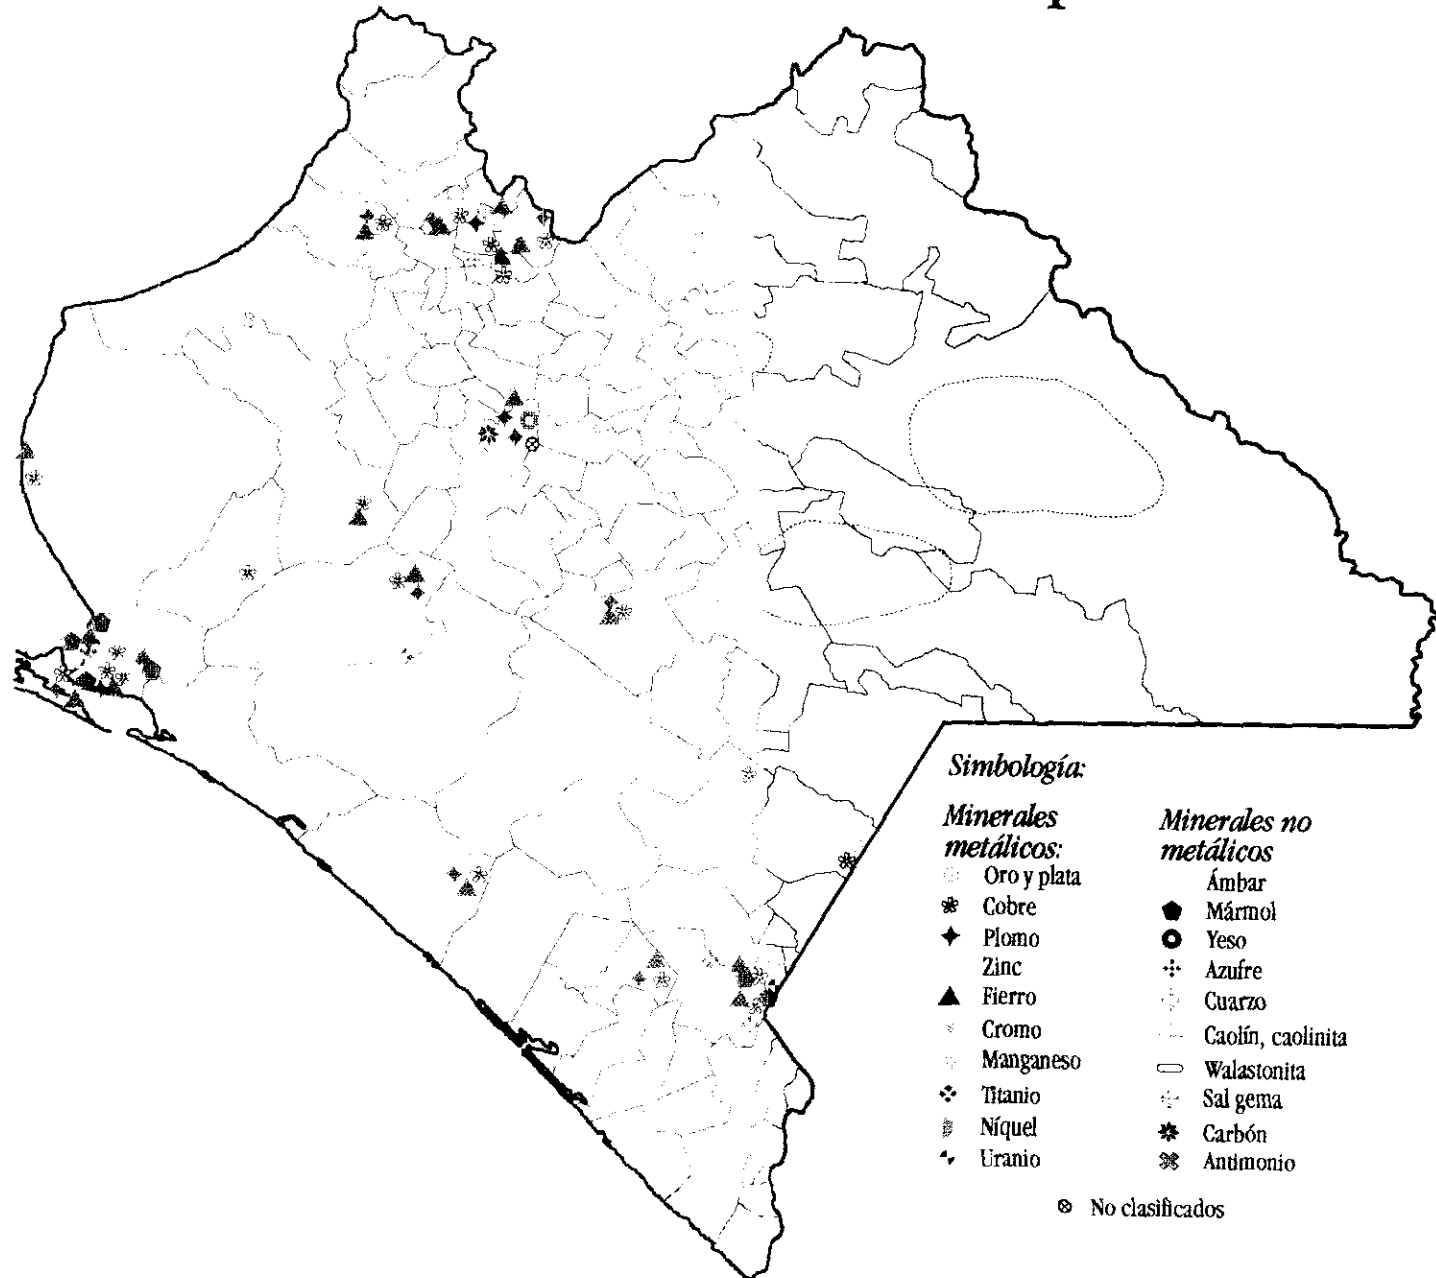 Simbología:
Minerales
metálicos:
Oro y plata
Cobre
Plomo
Zinc
Fierro
Cromo
Manganeso
Titanio
Níquel
Uranio
Minerales no
metálicos
Ámbar
Mármol
Yeso
Azufre
Cuarzo
Caolín, caolinita
Walastonita
Sal gema
Carbón
Antimonio
No clasificados